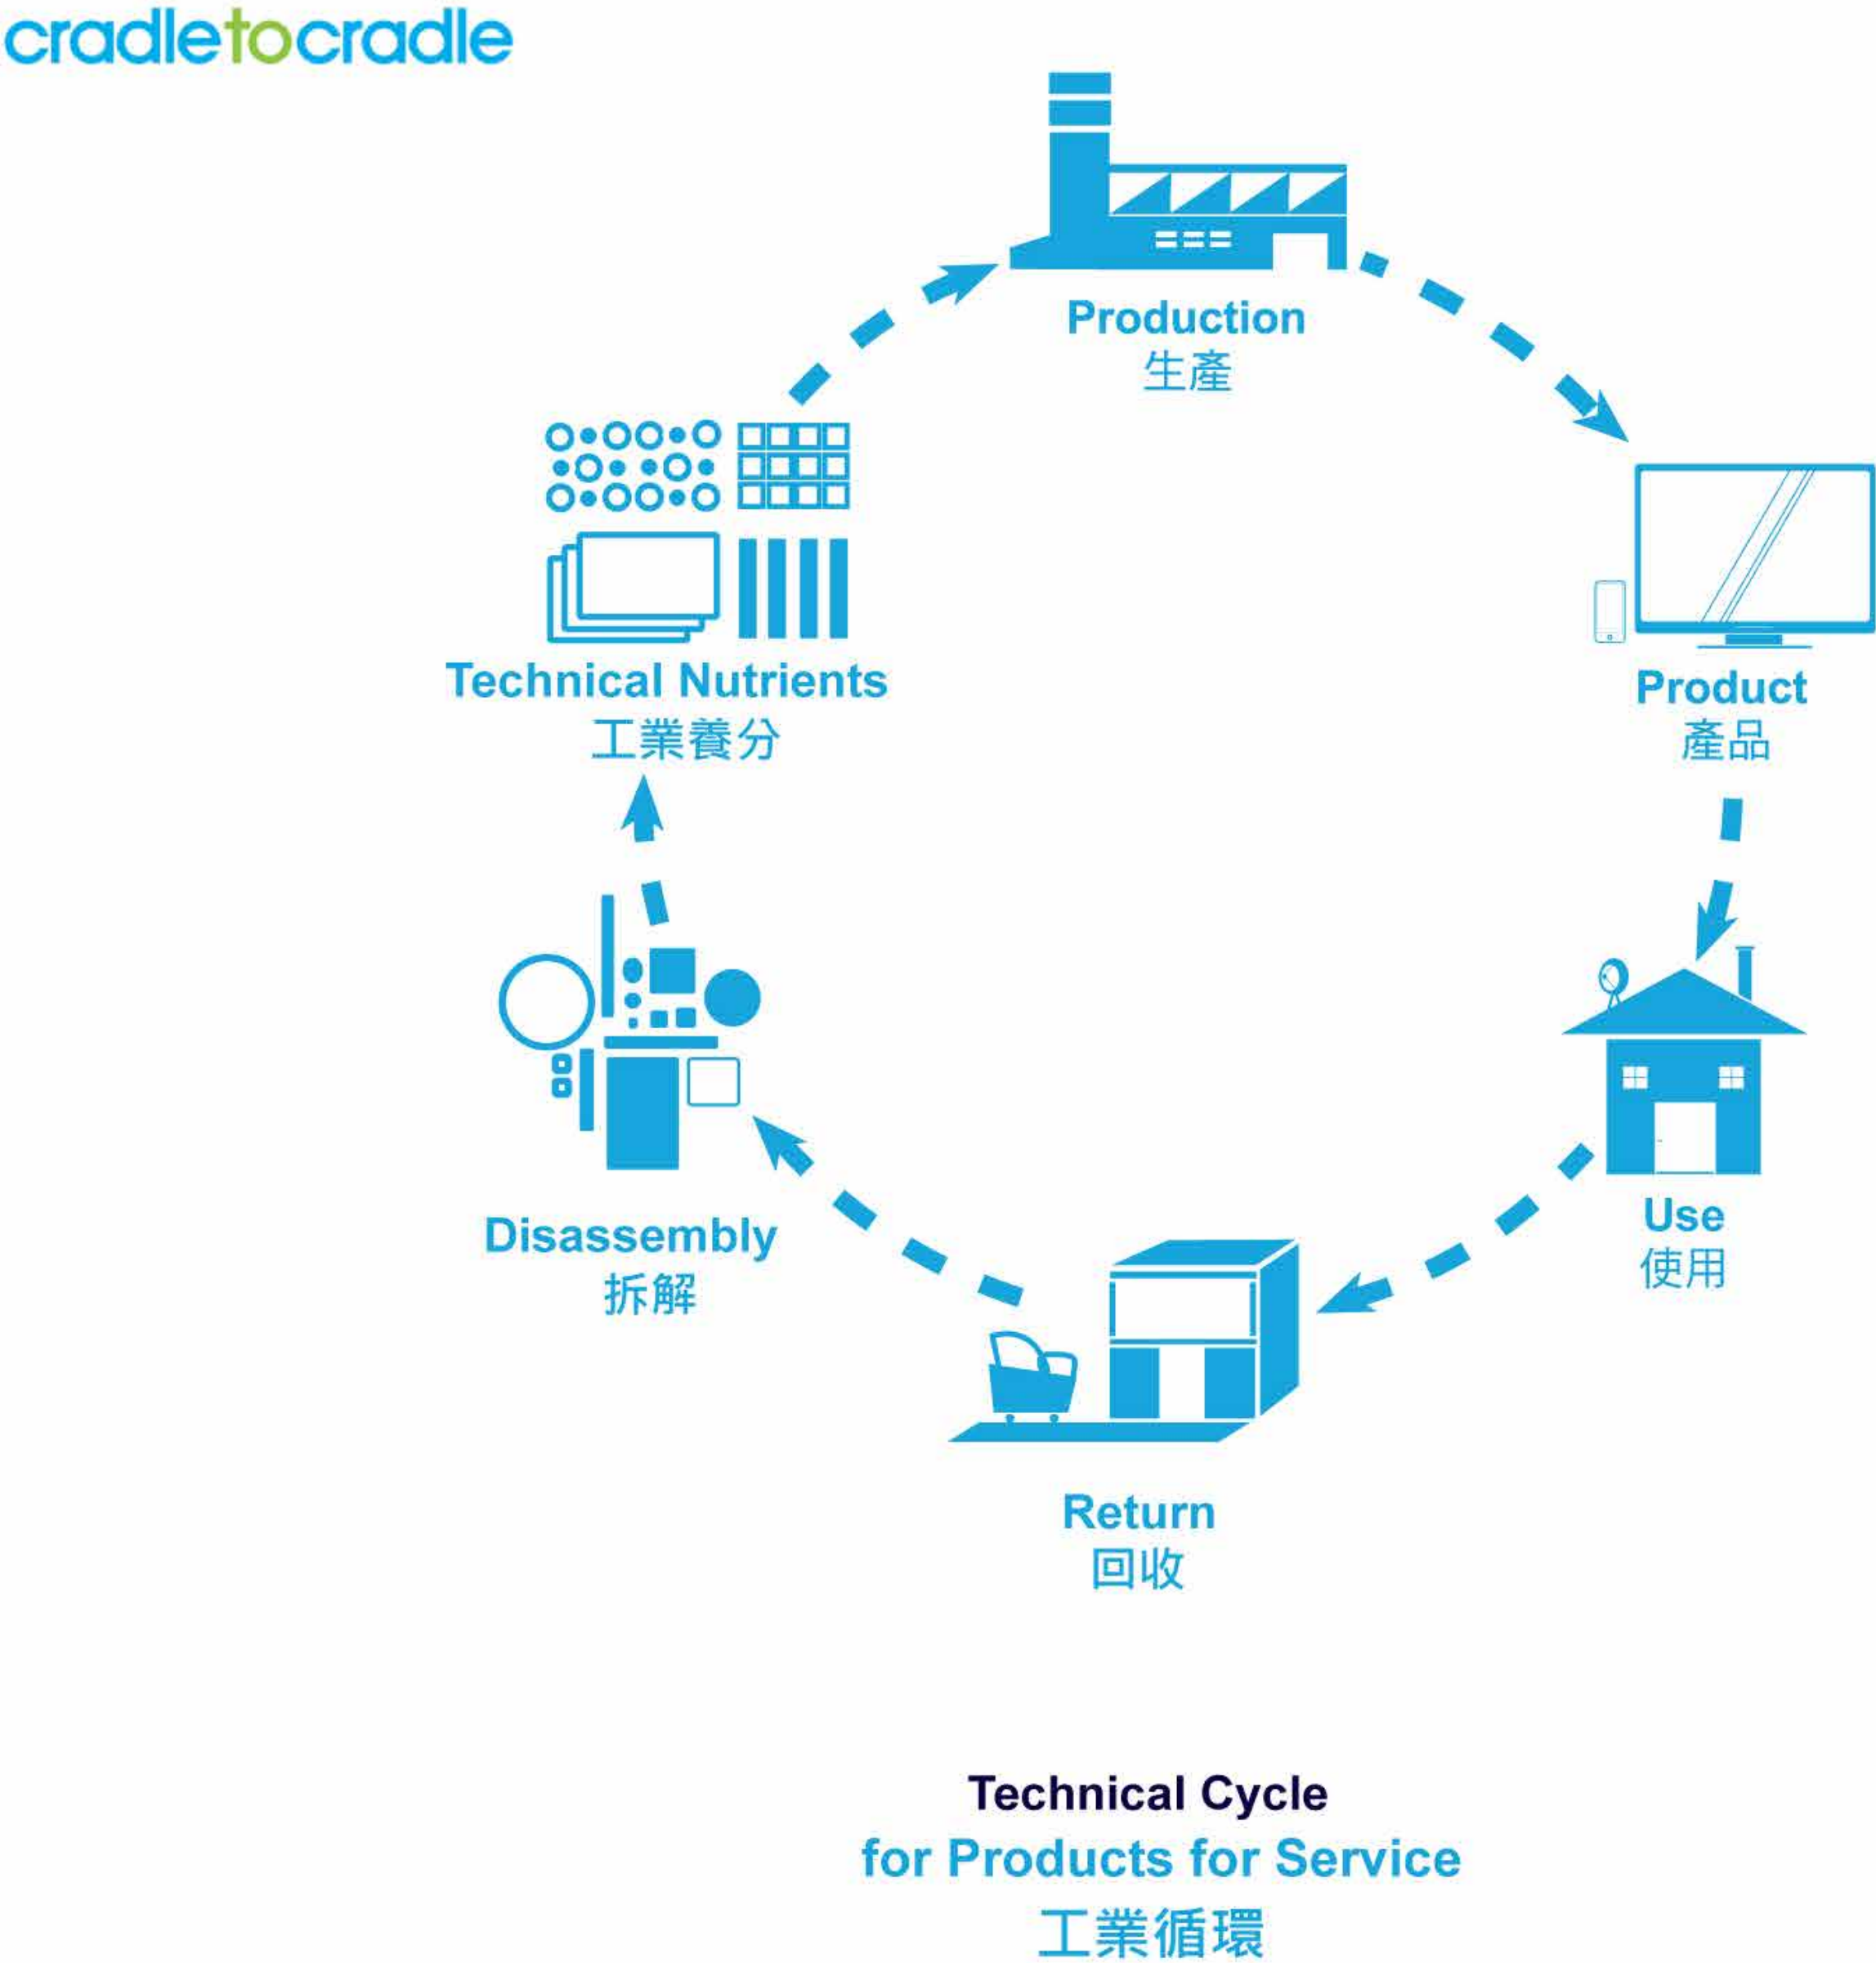 cradletocradle
Production
生產
Technical Nutrients
工業養分
Product
產品
Disassembly
拆解
Use
使用
Return
回收
Technical Cycle
for Products for Service
工業循環